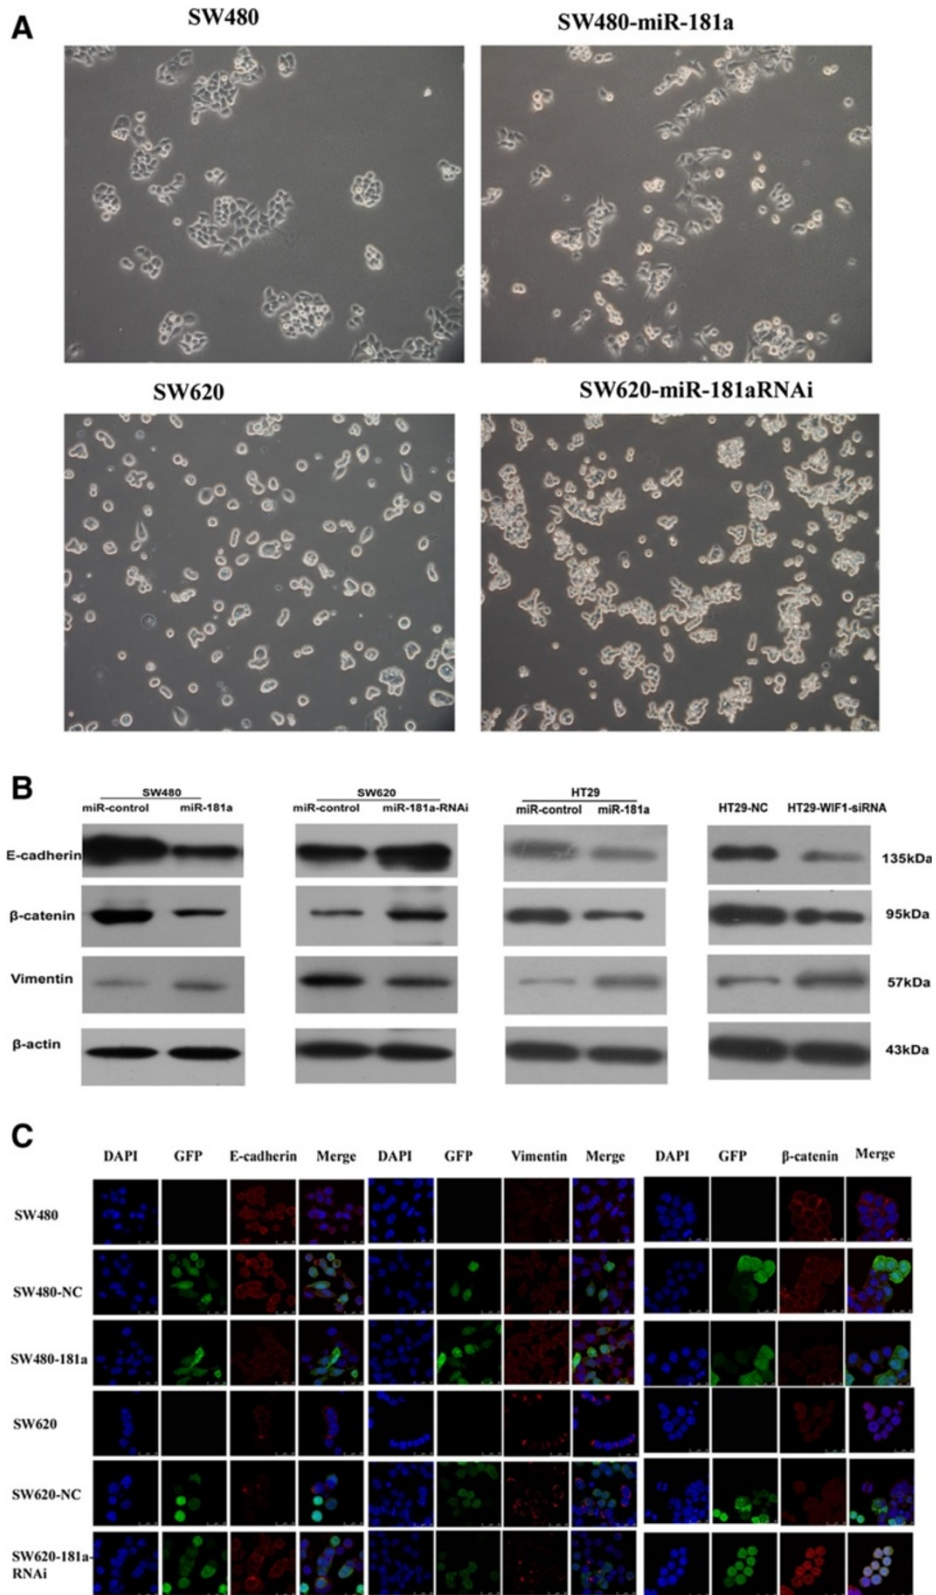 A
SW480
SW480-miR-181a
SW620
SW620-miR-181aRNAi
B
SW480
SW620
HT29
miR-control miR-181a
miR-control miR-181a-RNAi
miR-control miR-181a
HT29-NC HT29-WIF1-siRNA
E-cadherin
135kDa
β-catenin
95kDa
Vimentin
57kDa
β-actin
43kDa
C
DAPI GFP E-cadherin Merge DAPI GFP Vimentin Merge DAPI GFP β-catenin Merge
SW480
SW480-NC
SW480-181a
SW620
SW620-NC
SW620-181a-
RNAi